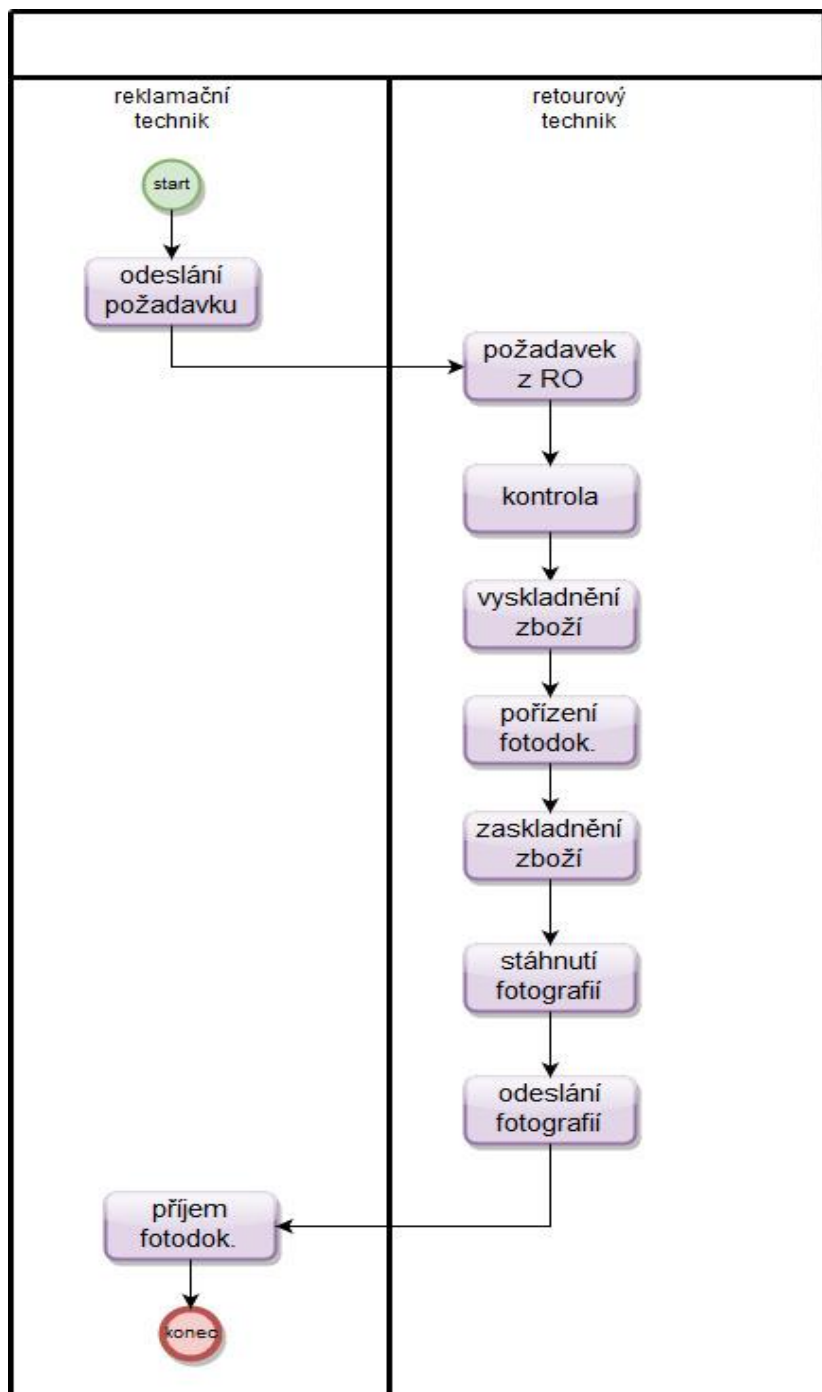 reklamační
technik
retourový
technik
start
odeslání
požadavku
požadavek
z RO
kontrola
vyskladnění
zboží
pořízení
fotodok.
zaskladnění
zboží
stáhnutí
fotografií
odeslání
fotografií
příjem
fotodok.
konec